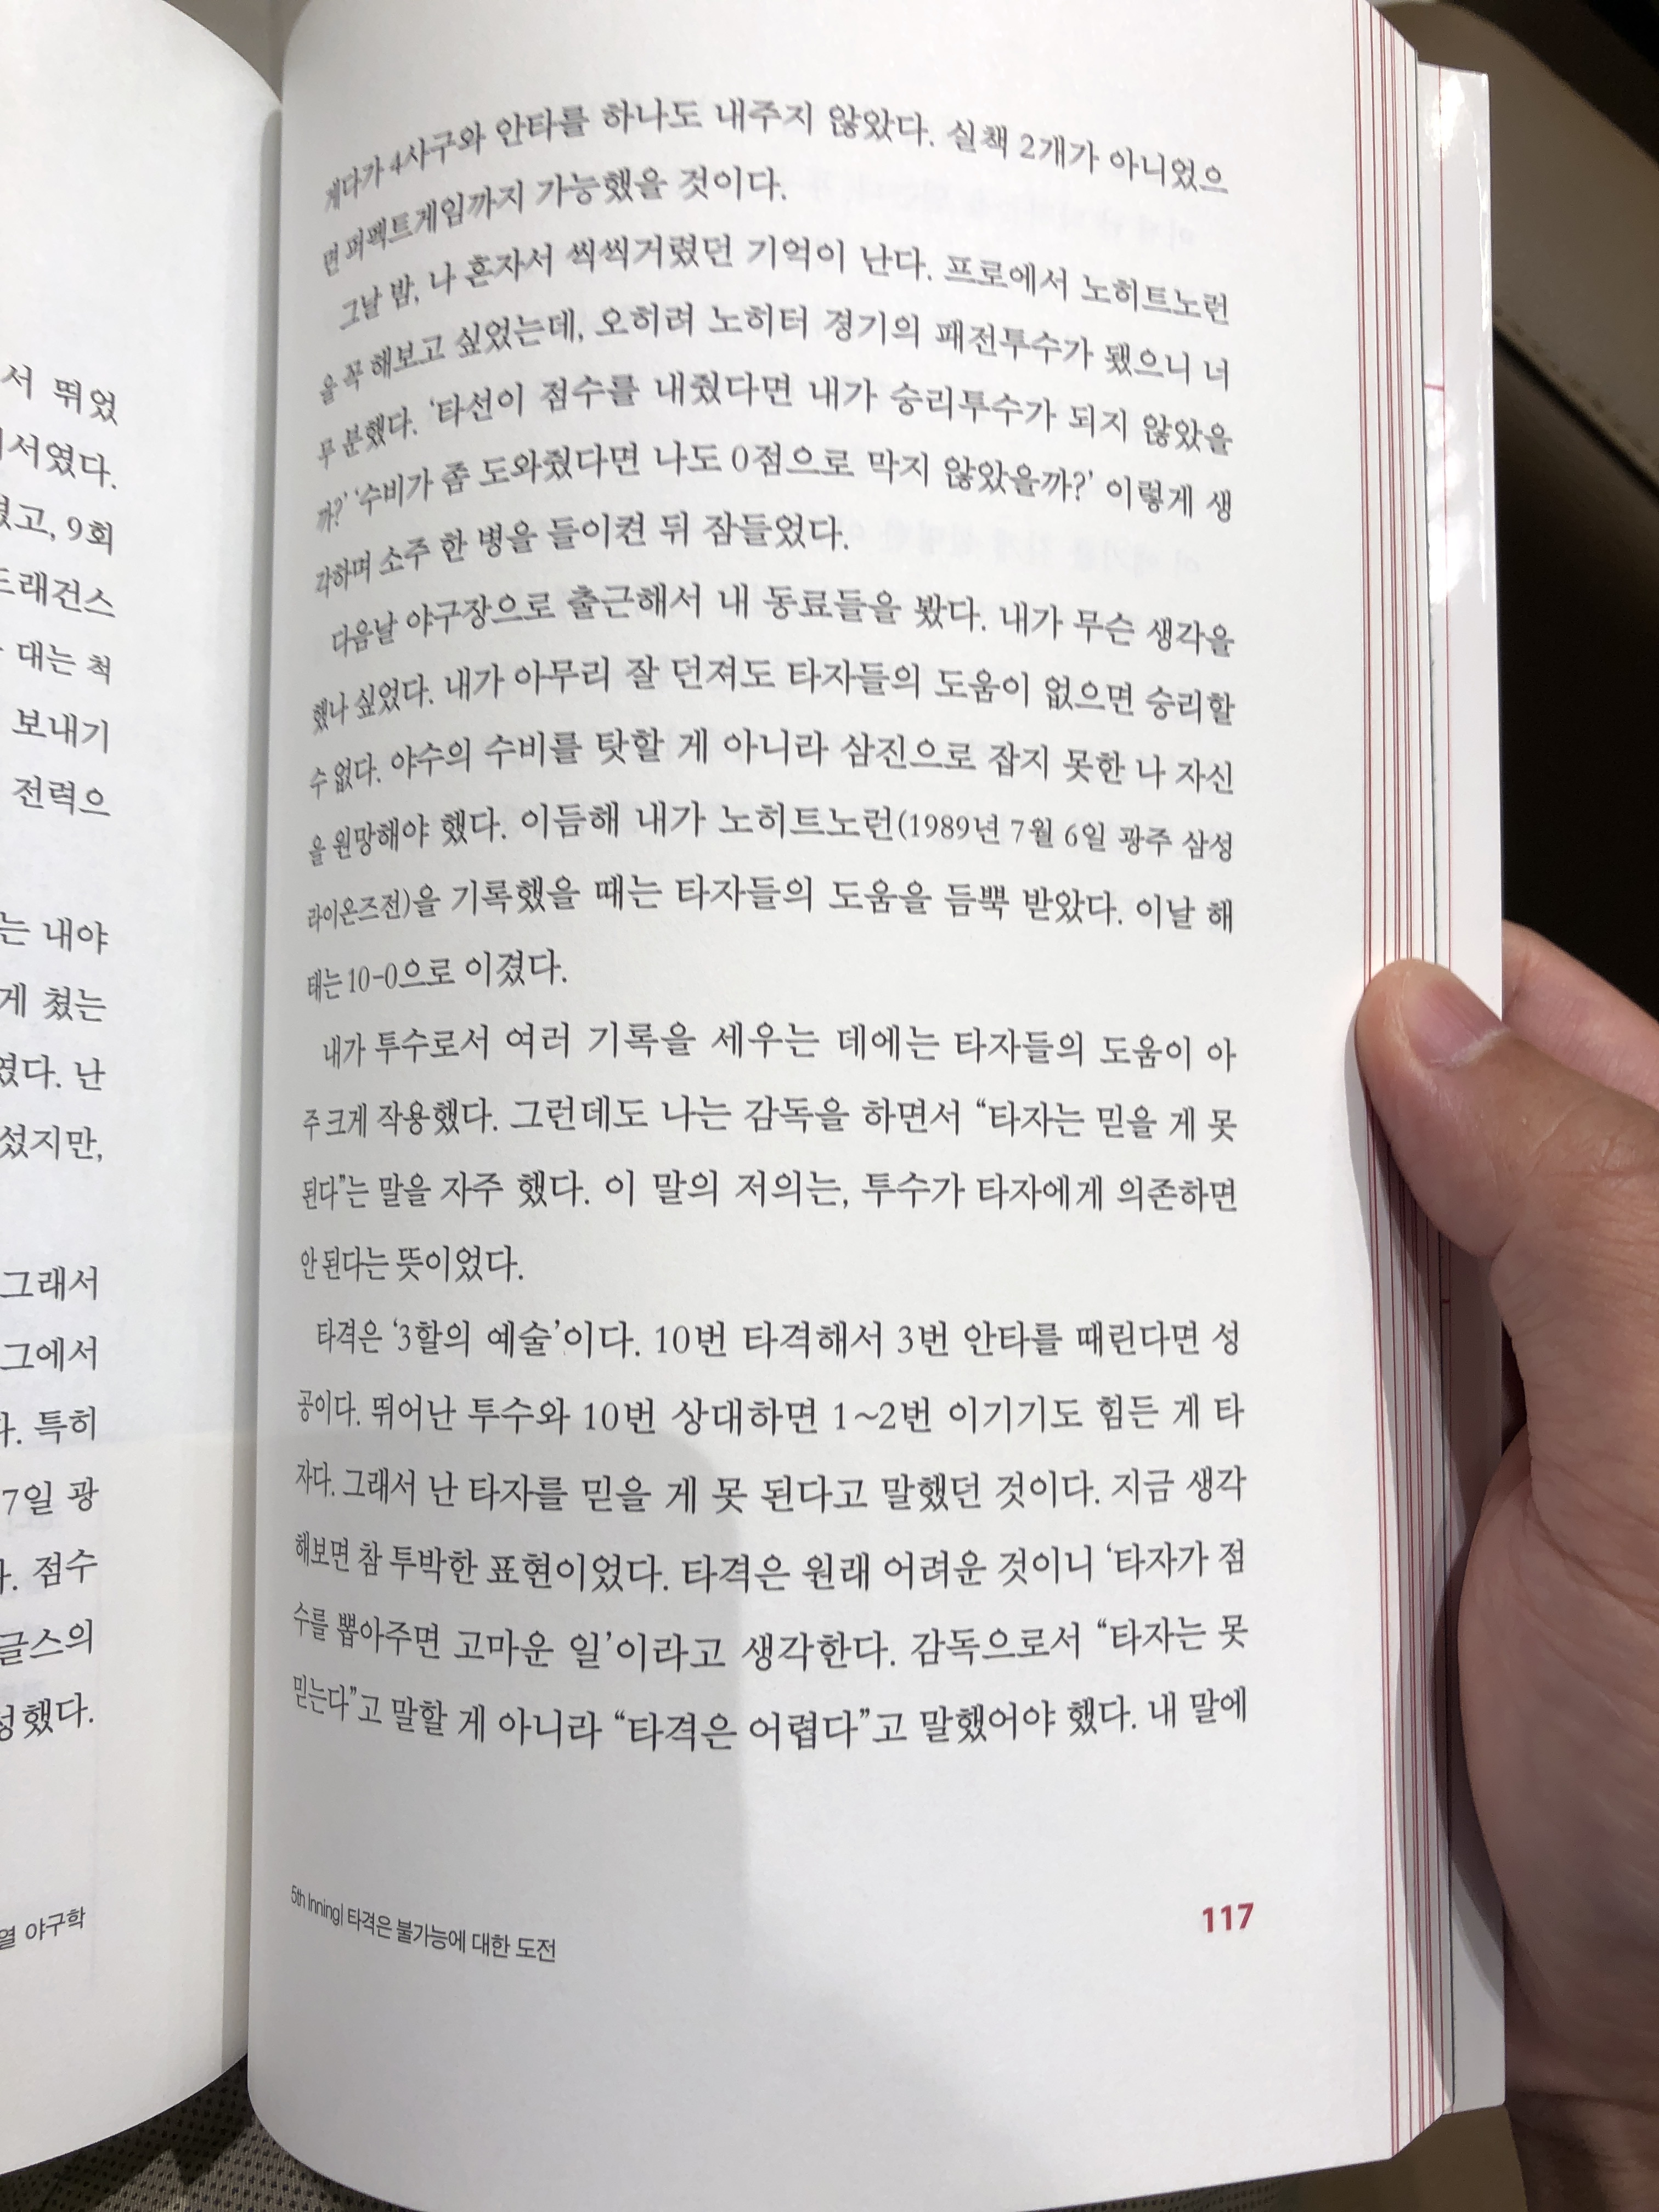 서 뛰었
서였다.
고, 9회
드래건스
대는 척
보내기
전력으
는 내야
게 쳤는
였다. 난
섰지만,
그래서
그에서
다. 특히
7일 광
다. 점수
글스의
성했다.
열 야구학
게다가 4사구와 안타를 하나도 내주지 않았다. 실책 2개가 아니었으
면 퍼펙트게임까지 가능했을 것이다.
그날 밤, 나 혼자서 씩씩거렸던 기억이 난다. 프로에서 노히트노런
을 꼭 해보고 싶었는데, 오히려 노히터 경기의 패전투수가 됐으니 너
무 분했다. ‘타선이 점수를 내줬다면 내가 승리투수가 되지 않았을
까?’ ‘수비가 좀 도와줬다면 나도 0점으로 막지 않았을까?’ 이렇게 생
각하며 소주 한 병을 들이켠 뒤 잠들었다.
다음날 야구장으로 출근해서 내 동료들을 봤다. 내가 무슨 생각을
했나 싶었다. 내가 아무리 잘 던져도 타자들의 도움이 없으면 승리할
수 없다. 야수의 수비를 탓할 게 아니라 삼진으로 잡지 못한 나 자신
을 원망해야 했다. 이듬해 내가 노히트노런(1989년 7월 6일 광주 삼성
라이온즈전)을 기록했을 때는 타자들의 도움을 듬뿍 받았다. 이날 해
태는 10-0으로 이겼다.
내가 투수로서 여러 기록을 세우는 데에는 타자들의 도움이 아
주 크게 작용했다. 그런데도 나는 감독을 하면서 “타자는 믿을 게 못
된다”는 말을 자주 했다. 이 말의 저의는, 투수가 타자에게 의존하면
안 된다는 뜻이었다.
타격은 ‘3할의 예술’이다. 10번 타격해서 3번 안타를 때린다면 성
공이다. 뛰어난 투수와 10번 상대하면 1~2번 이기기도 힘든 게 타
자다. 그래서 난 타자를 믿을 게 못 된다고 말했던 것이다. 지금 생각
해보면 참 투박한 표현이었다. 타격은 원래 어려운 것이니 ‘타자가 점
수를 뽑아주면 고마운 일’이라고 생각한다. 감독으로서 “타자는 못
믿는다”고 말할 게 아니라 “타격은 어렵다”고 말했어야 했다. 내 말에
5th Inning| 타격은 불가능에 대한 도전
117